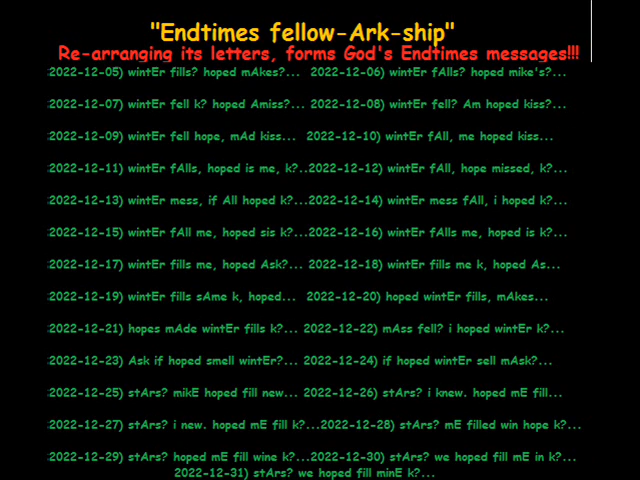 "Endtimes fellow-Ark-ship"
Re-arranging its letters, forms God's Endtimes messages!!!
2022-12-05) wintEr fills? hoped mAkes?... 2022-12-06) wintEr fAlls? hoped mike's?...
2022-12-07) wintEr fell k? hoped Amiss?... 2022-12-08) wintEr fell? Am hoped kiss?...
2022-12-09) wintEr fell hope, mAd kiss... 2022-12-10) wintEr fAll, me hoped kiss...
2022-12-11) wintEr fAlls, hoped is me, k?..2022-12-12) wintEr fAll, hope missed, k?...
2022-12-13) wintEr mess, if All hoped k?...2022-12-14) wintEr mess fAll, i hoped k?...
2022-12-15) wintEr fAll me, hoped sis k?...2022-12-16) wintEr fAlls me, hoped is k?...
2022-12-17) wintEr fills me, hoped Ask?... 2022-12-18) wintEr fills me k, hoped As...
2022-12-19) wintEr fills sAme k, hoped... 2022-12-20) hoped wintEr fills, mAkes...
2022-12-21) hopes mAde wintEr fills k?... 2022-12-22) mAss fell? i hoped wintEr k?...
2022-12-23) Ask if hoped smell wintEr?... 2022-12-24) if hoped wintEr sell mAsk?...
2022-12-25) stArs? mikE hoped fill new... 2022-12-26) stArs? i knew. hoped mE fill...
2022-12-27) stArs? i new. hoped mE fill k?...2022-12-28) stArs? mE filled win hope k?...
2022-12-29) stArs? hoped mE fill wine k?...2022-12-30) stArs? we hoped fill mE in k?...
2022-12-31) stArs? we hoped fill minE k?...